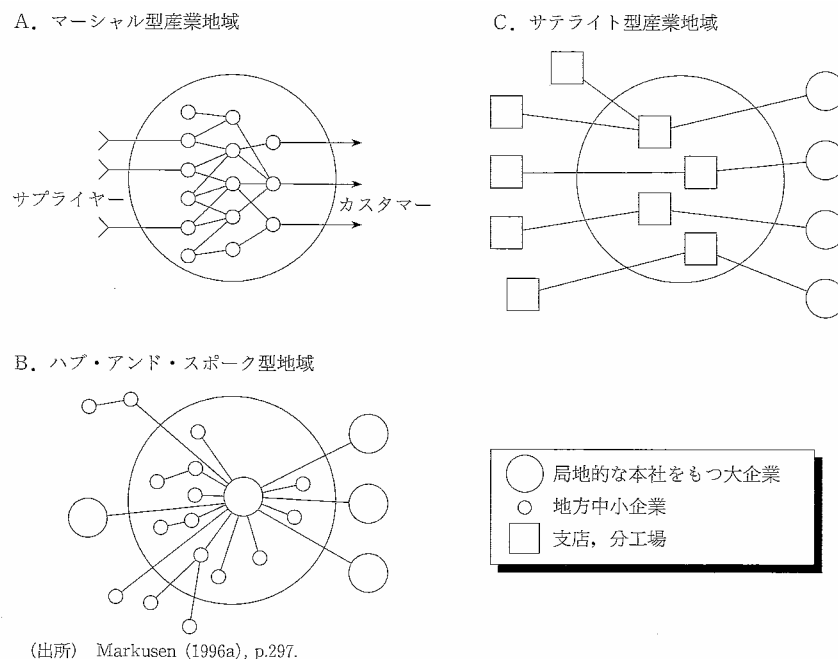 A．マーシャル型産業地域
サプライヤー
カスタマー
B．ハブ・アンド・スポーク型地域
C．サテライト型産業地域
局地的な本社をもつ大企業
地方中小企業
支店，分工場
(出所) Markusen (1996a), p.297.